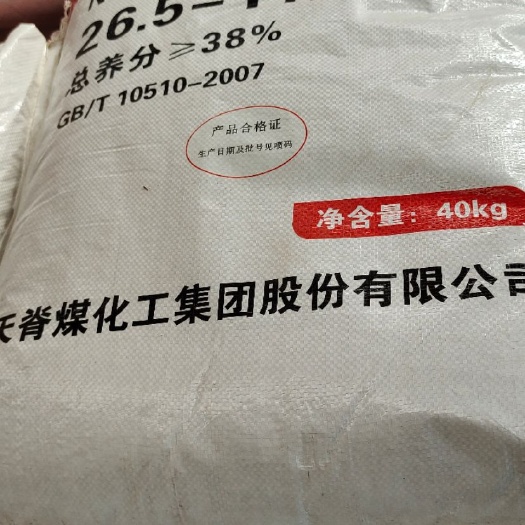 N
26.5-11
总养分≥38%
GB/T 10510-2007
产品合格证
生产日期及批号见喷码
净含量：40kg
天脊煤化工集团股份有限公司